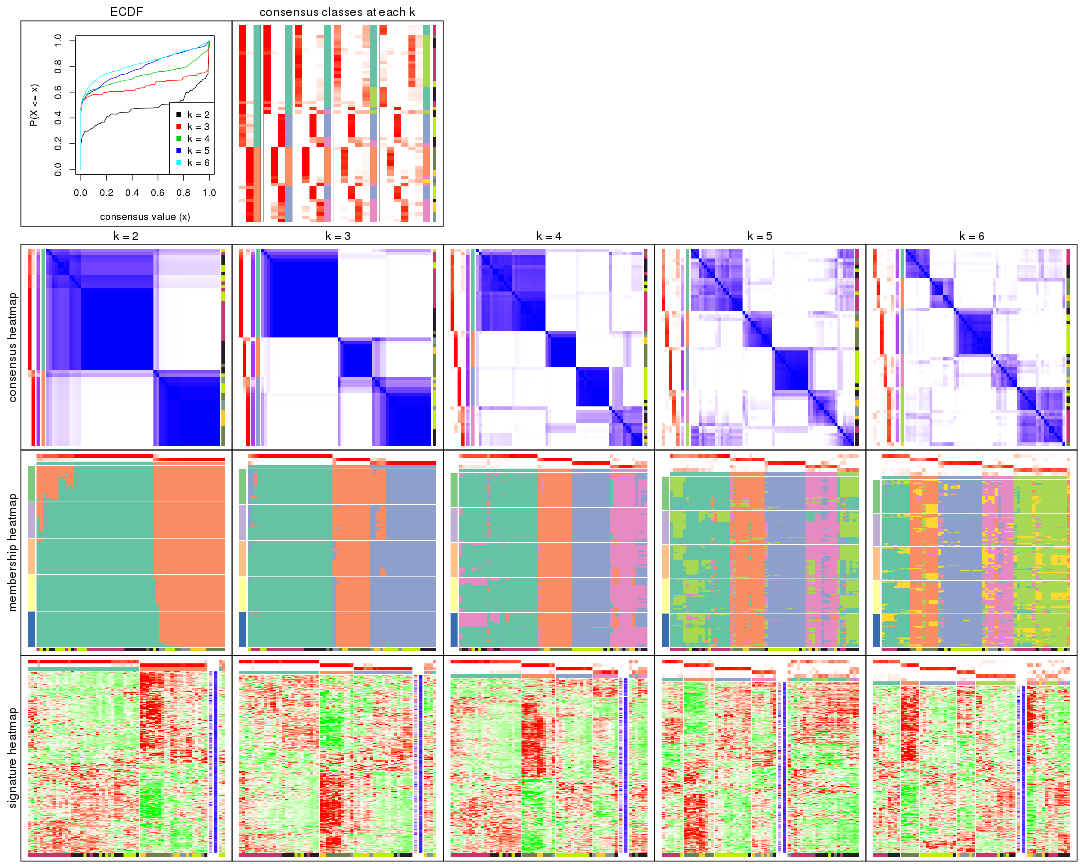 ECDF
consensus classes at each k
P(X <= x)
0.0 0.2 0.4 0.6 0.8 1.0
k = 2
k = 3
k = 4
k = 5
k = 6
0.0 0.2 0.4 0.6 0.8 1.0
consensus value (x)
k = 2
k = 3
k = 4
k = 5
k = 6
consensus heatmap
membership heatmap
signature heatmap